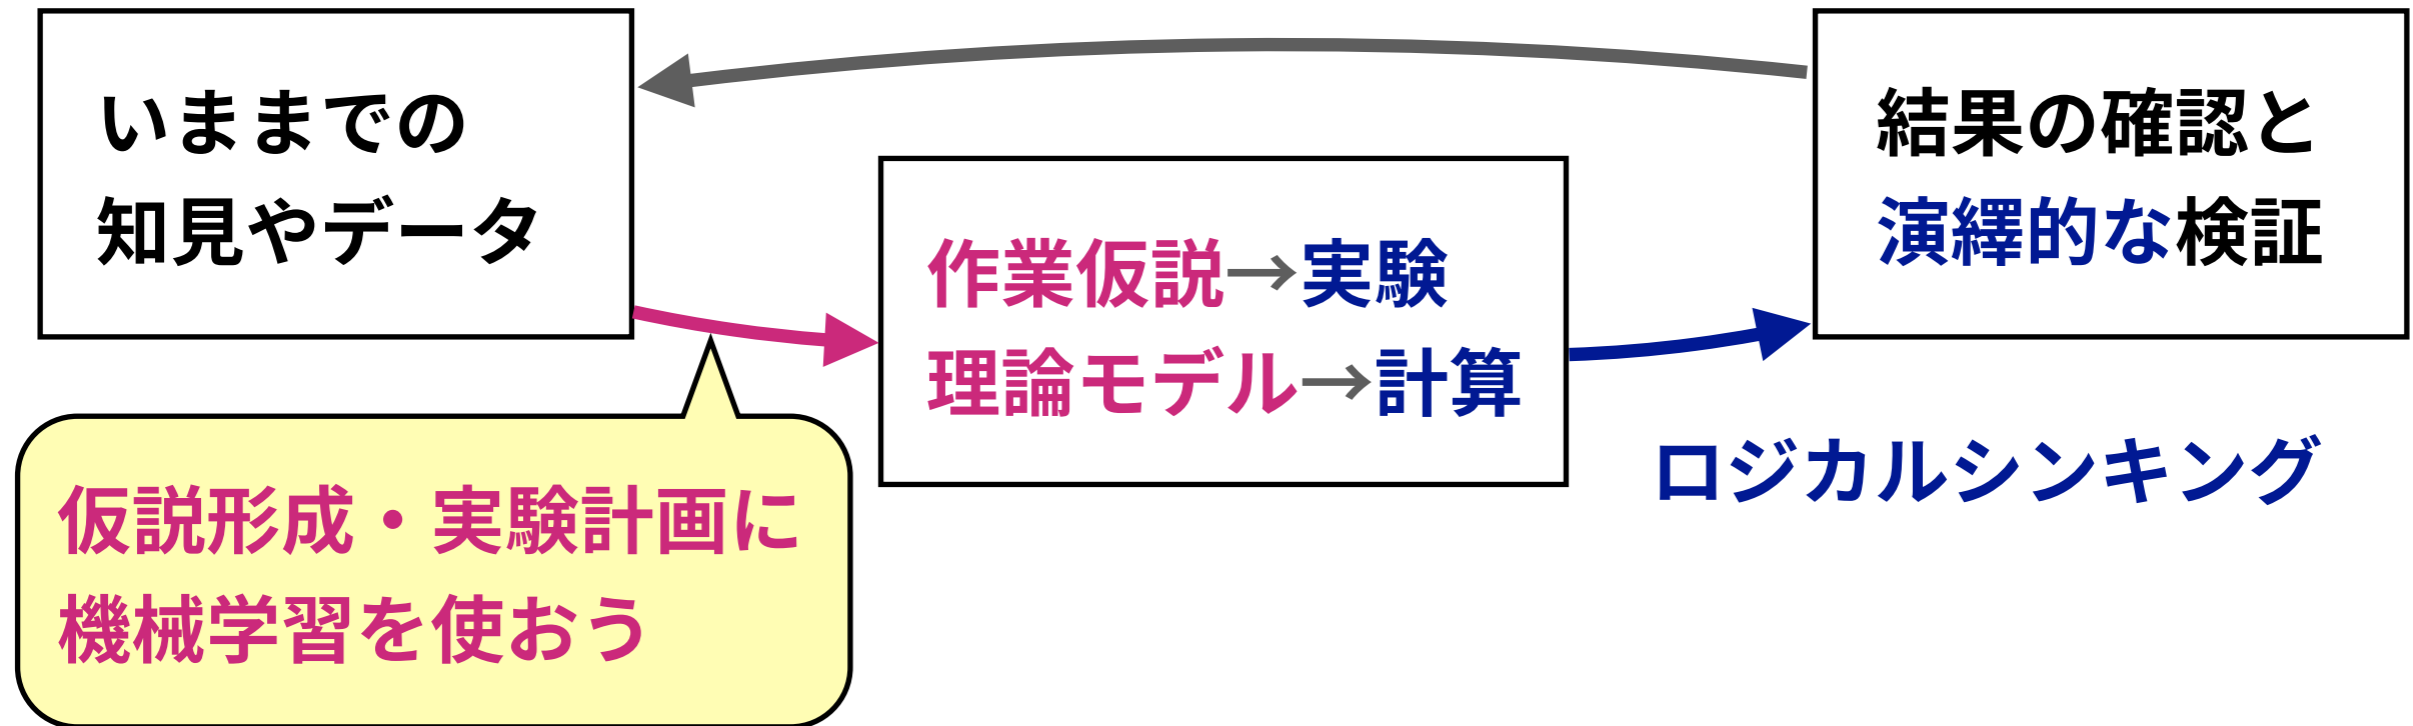 いままでの
知見やデータ
作業仮説→実験
理論モデル→計算
結果の確認と
演繹的な検証
ロジカルシンキング
仮説形成・実験計画に
機械学習を使おう